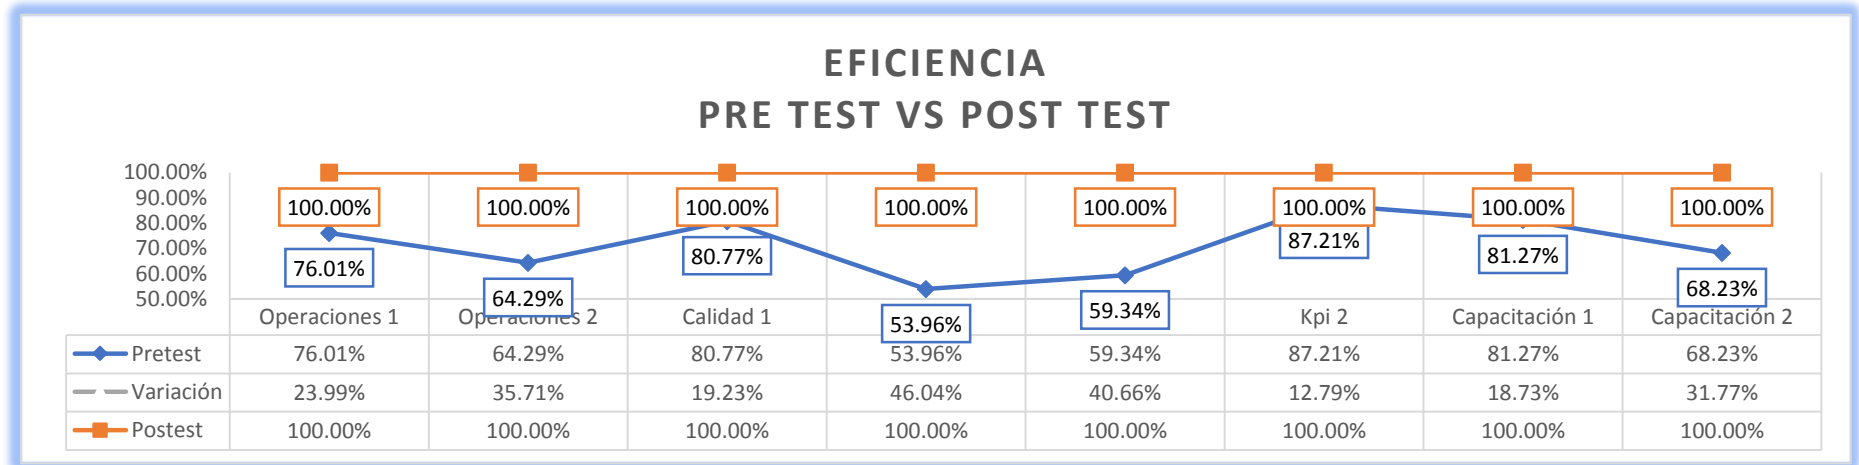 EFICIENCIA
PRE TEST VS POST TEST
100.00%
90.00%
80.00%
70.00%
60.00%
50.00%
100.00% 100.00% 100.00% 100.00% 100.00% 100.00% 100.00% 100.00%
76.01% 64.29% 80.77% 53.96% 59.34% 87.21% 81.27% 68.23%
Operaciones 1 Operaciones 2 Calidad 1 Kpi 2 Capacitación 1 Capacitación 2
Pretest 76.01% 64.29% 80.77% 53.96% 59.34% 87.21% 81.27% 68.23%
Variación 23.99% 35.71% 19.23% 46.04% 40.66% 12.79% 18.73% 31.77%
Postest 100.00% 100.00% 100.00% 100.00% 100.00% 100.00% 100.00% 100.00%